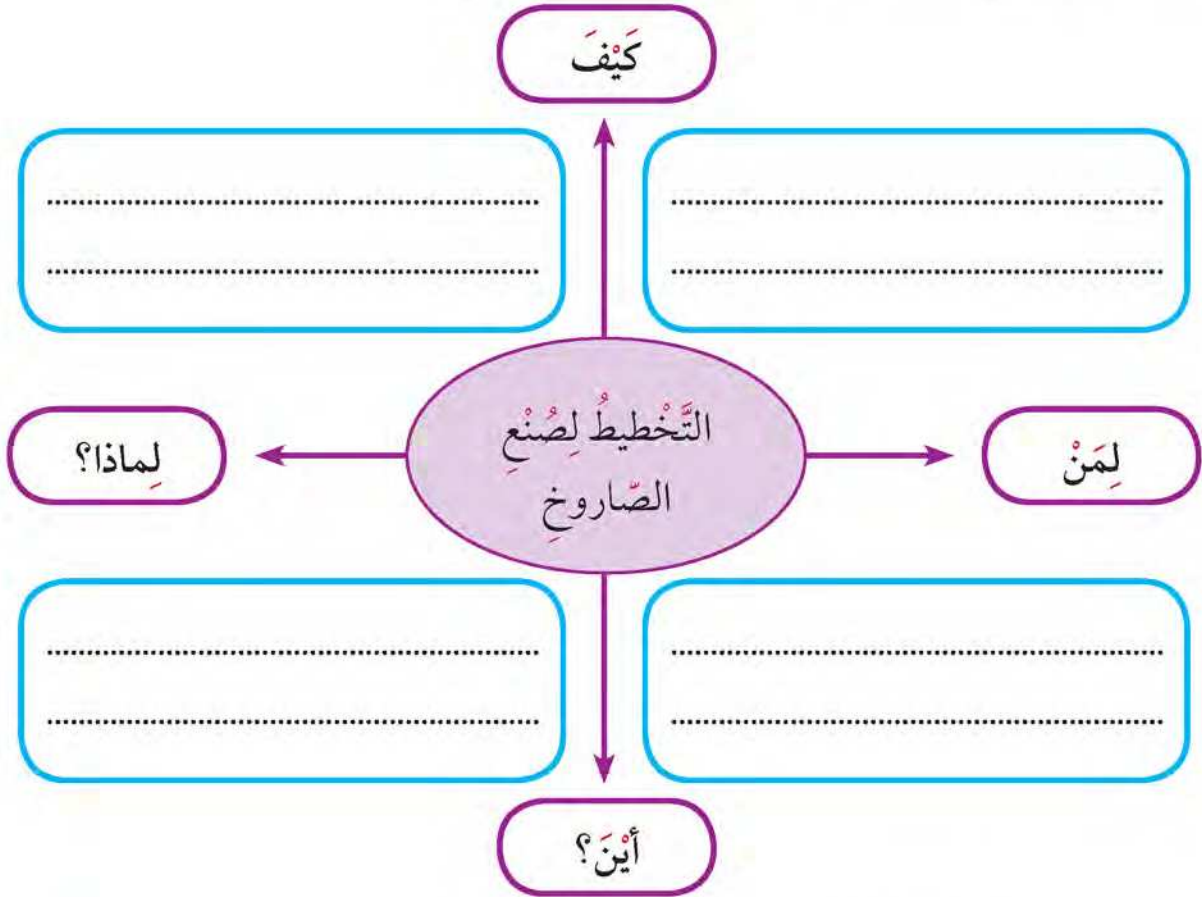 كَيْفَ
التَّخْطيطُ لِصُنْعِ
الصّاروخِ
لِمَنْ
لِماذا؟
أيْنَ؟